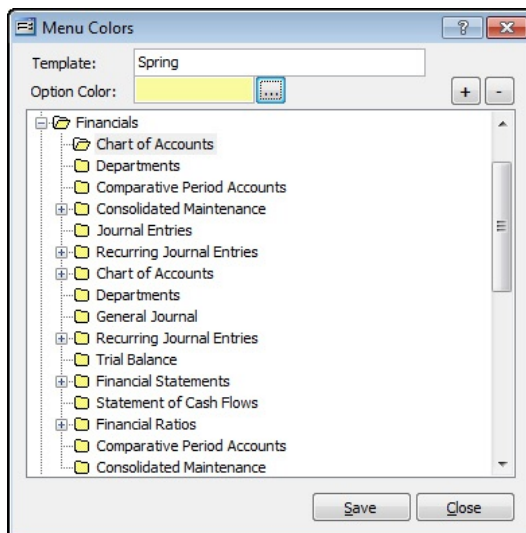 Menu Colors
Template: Spring
Option Color: ... + -
Financials
Chart of Accounts
Departments
Comparative Period Accounts
Consolidated Maintenance
Journal Entries
Recurring Journal Entries
Chart of Accounts
Departments
General Journal
Recurring Journal Entries
Trial Balance
Financial Statements
Statement of Cash Flows
Financial Ratios
Comparative Period Accounts
Consolidated Maintenance
Save Close